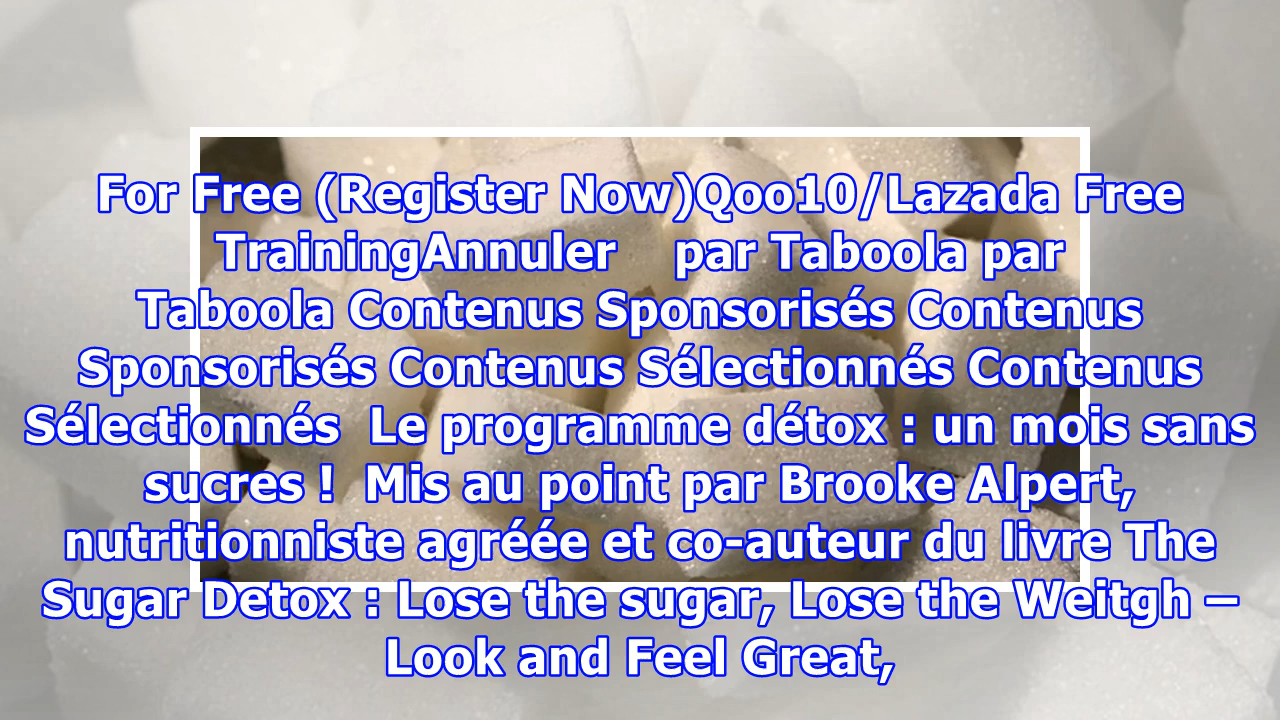 For Free (Register Now)Qoo10/Lazada Free
TrainingAnnuler    par Taboola par
Taboola Contenus Sponsorisés Contenus
Sponsorisés Contenus Sélectionnés Contenus
Sélectionnés  Le programme détox : un mois sans
sucres !  Mis au point par Brooke Alpert,
nutritionniste agréée et co-auteur du livre The
Sugar Detox : Lose the sugar, Lose the Weitgh –
Look and Feel Great,